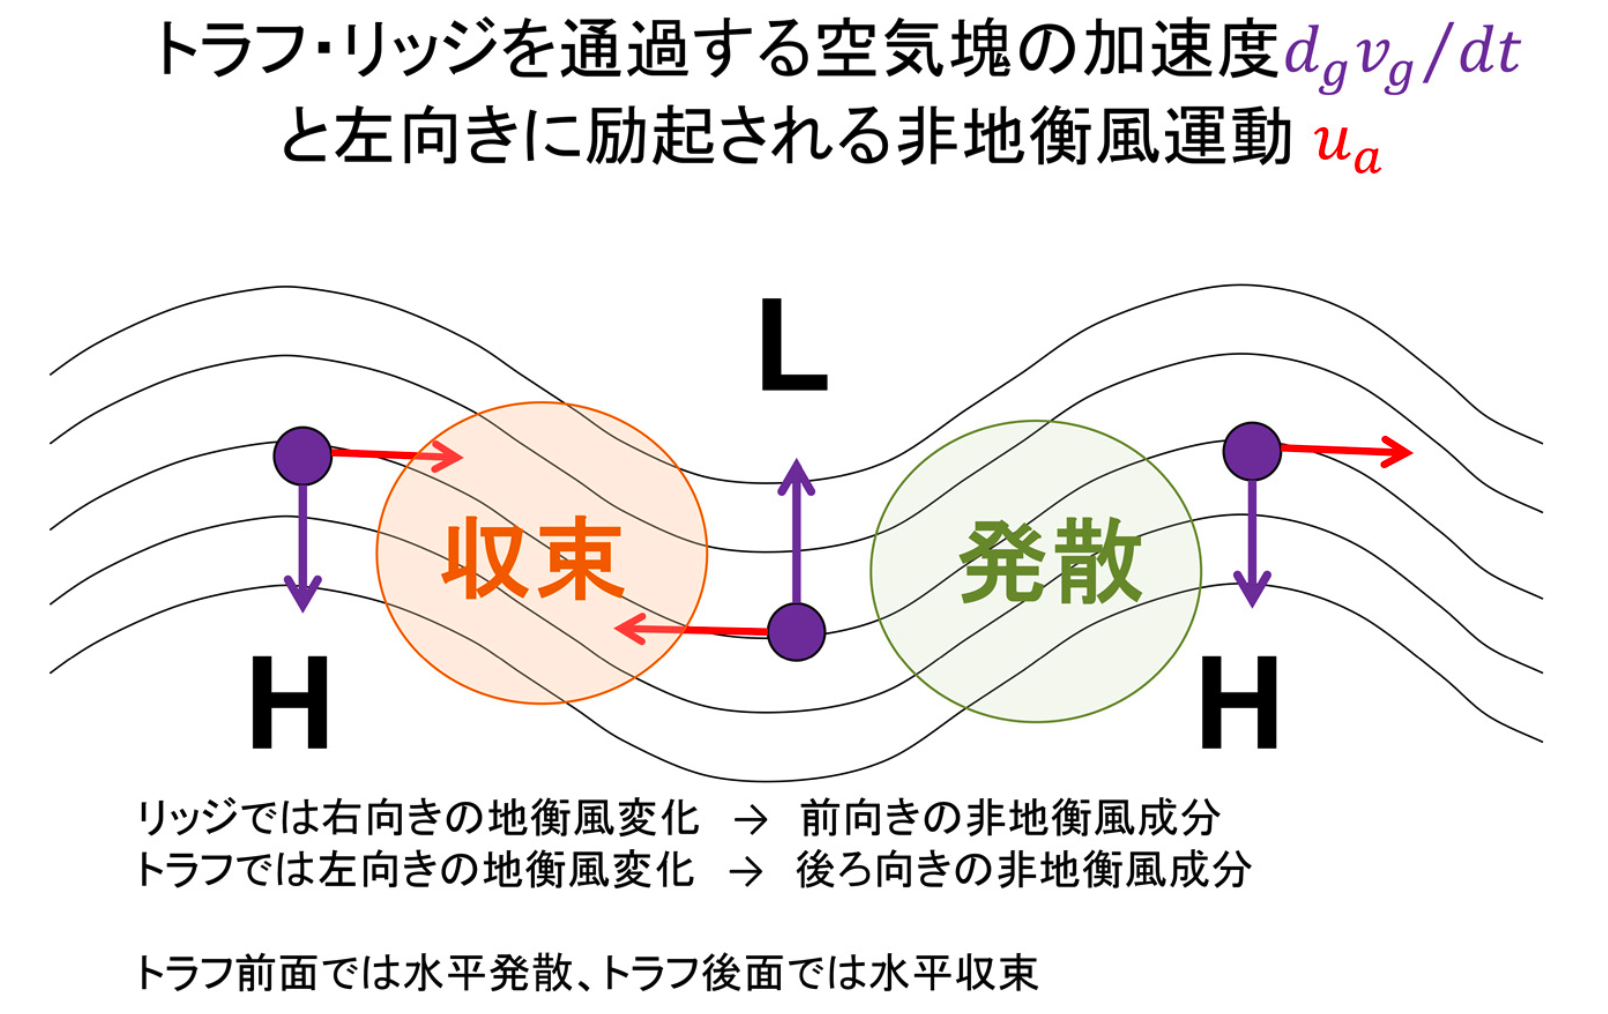 トラフ・リッジを通過する空気塊の加速度d_g v_g/dt
と左向きに励起される非地衡風運動 u_a
L
収束
発散
H
H
リッジでは右向きの地衡風変化 → 前向きの非地衡風成分
トラフでは左向きの地衡風変化 → 後ろ向きの非地衡風成分
トラフ前面では水平発散、トラフ後面では水平収束